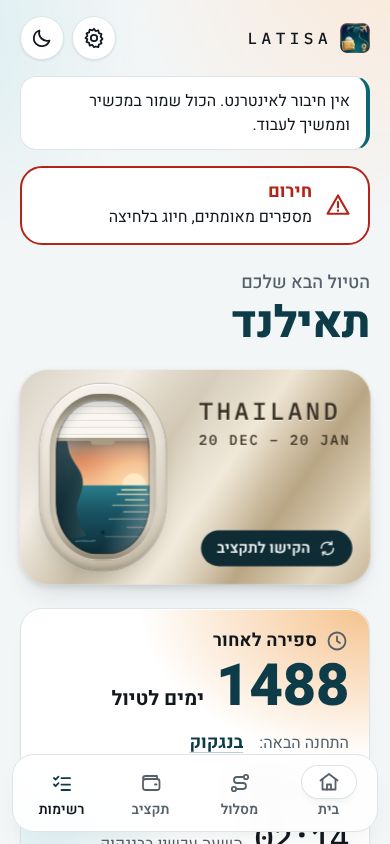 LATISA
אין חיבור לאינטרנט. הכול שמור במכשיר
וממשיך לעבוד.
חירום
מספרים מאומתים, חיוג בלחיצה
הטיול הבא שלכם
תאילנד
THAILAND
20 DEC – 20 JAN
הקישו לתקציב
ספירה לאחור
1488 ימים לטיול
התחנה הבאה: בנגקוק
בית
מסלול
תקציב
רשימות